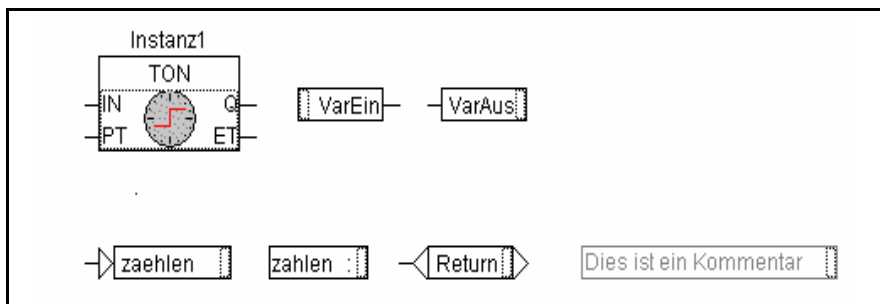 Instanz1
TON
IN Q
PT ET
VarEin
VarAus
zaehlen
zahlen :
Return
Dies ist ein Kommentar